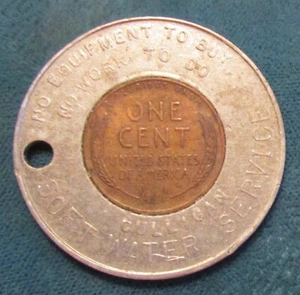 NO EQUIPMENT TO BUY
NO WORK TO DO
ONE
CENT
UNITED STATES
OF AMERICA
CULLIGAN
SOFT WATER SERVICE